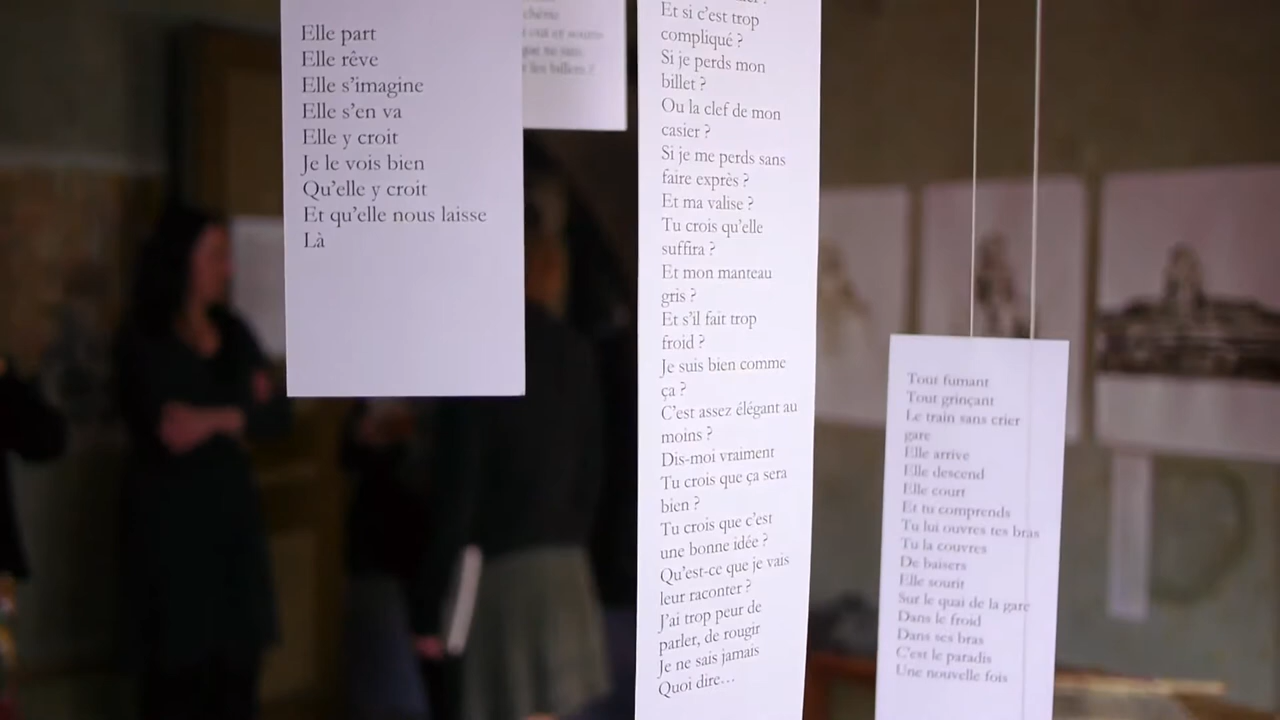 Elle part
Elle rêve
Elle s'imagine
Elle s'en va
Elle y croit
Je le vois bien
Qu'elle y croit
Et qu'elle nous laisse
Là
Et si c'est trop
compliqué ?
Si je perds mon
billet ?
Ou la clef de mon
casier ?
Si je me perds sans
faire exprès ?
Et ma valise ?
Tu crois qu'elle
suffira ?
Et mon manteau
gris ?
Et s'il fait trop
froid ?
Je suis bien comme
ça ?
C'est assez élégant au
moins ?
Dis-moi vraiment
Tu crois que ça sera
bien ?
Tu crois que c'est
une bonne idée ?
Qu'est-ce que je vais
leur raconter ?
J'ai trop peur de
parler, de rougir
Je ne sais jamais
Quoi dire…
Tout fumant
Tout grinçant
Le train sans crier
gare
Elle arrive
Elle descend
Elle court
Et tu comprends
Tu lui ouvres tes bras
Tu la couvres
De baisers
Elle sourit
Sur le quai de la gare
Dans le froid
Dans ses bras
C'est le paradis
Une nouvelle fois